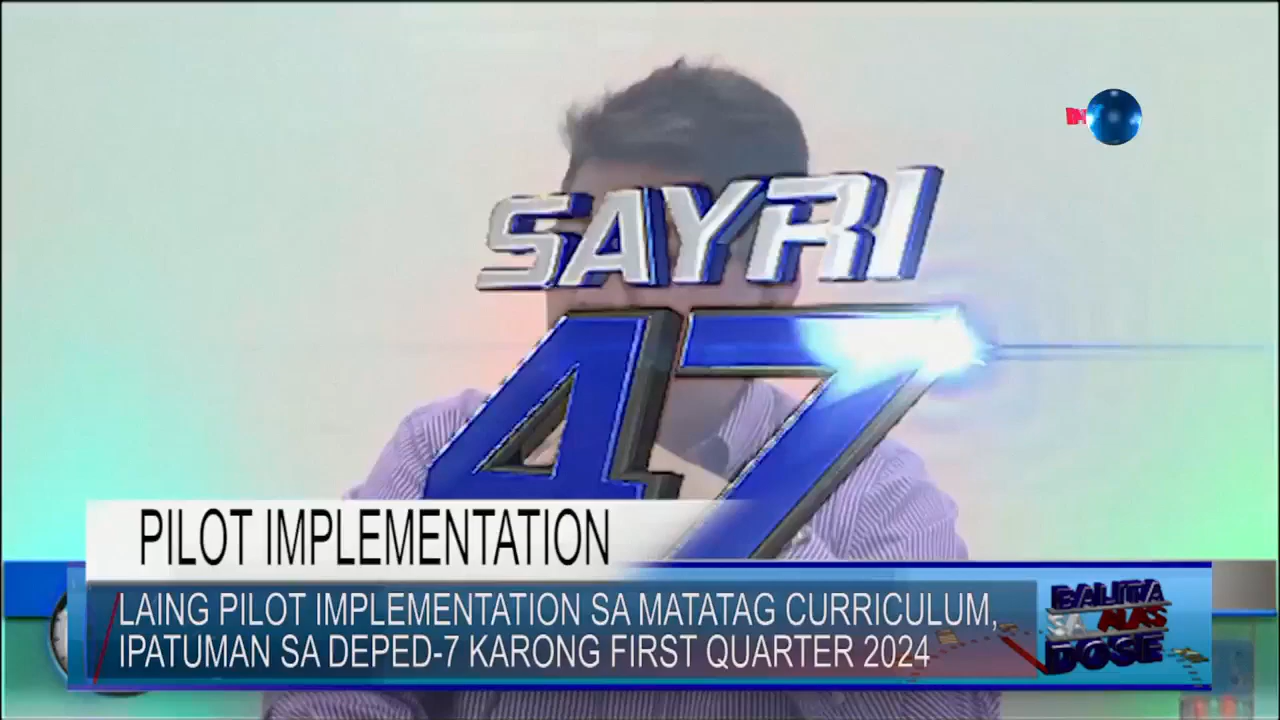 SAYRI
47
PILOT IMPLEMENTATION
LAING PILOT IMPLEMENTATION SA MATATAG CURRICULUM,
IPATUMAN SA DEPED-7 KARONG FIRST QUARTER 2024
BALITA
SA ALAS
DOSE